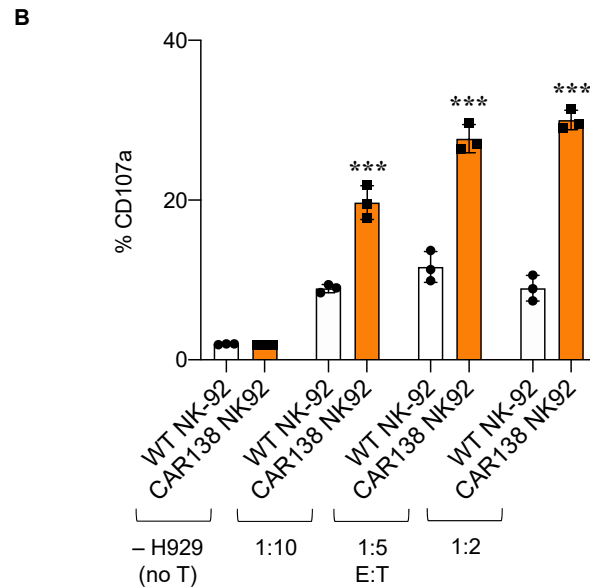 B
40
20
0
% CD107a
***
***
***
WT NK-92
CAR138 NK92
WT NK-92
CAR138 NK92
WT NK-92
CAR138 NK92
WT NK-92
CAR138 NK92
– H929
(no T)
1:10
1:5
1:2
E:T